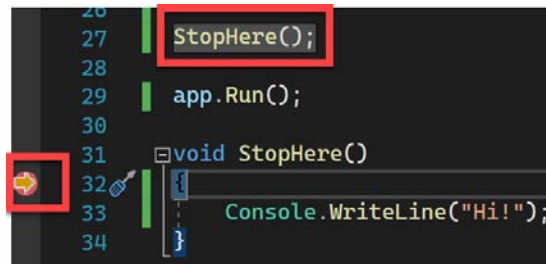 26
27 StopHere();
28
29 app.Run();
30
31 void StopHere()
32 {
33 Console.WriteLine("Hi!");
34 }